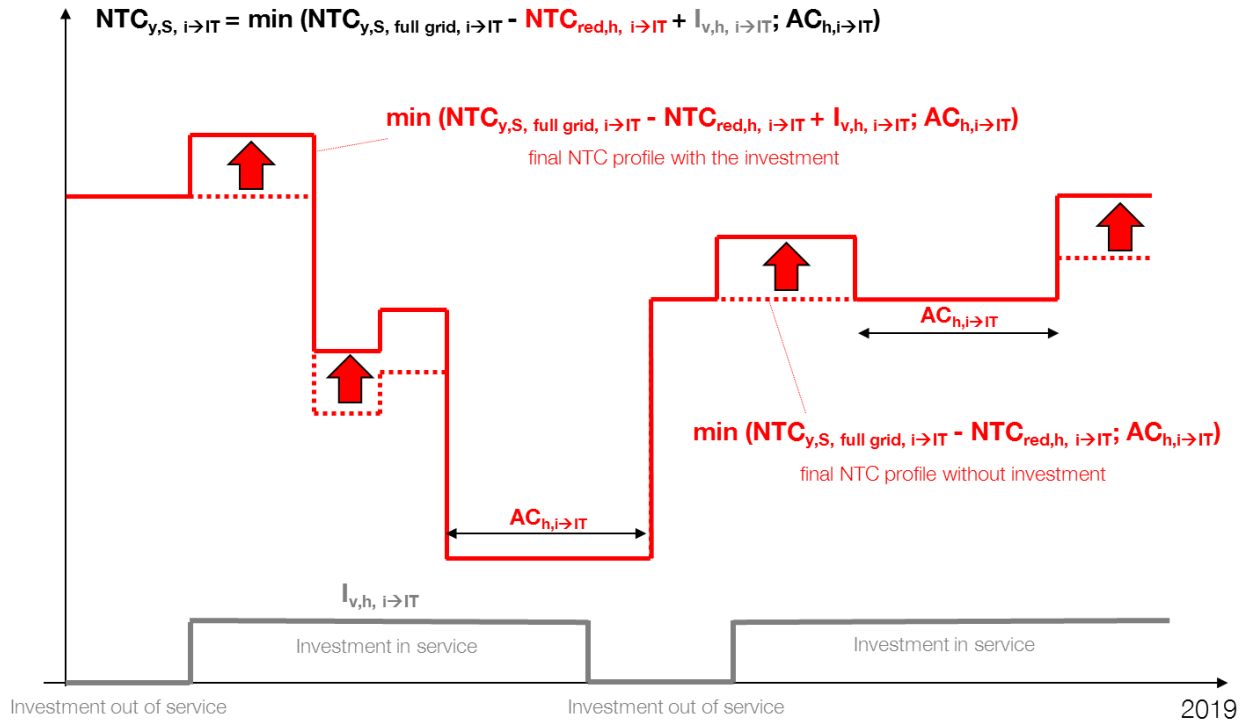 NTCy,S, i→IT = min (NTCy,S, full grid, i→IT - NTCred,h, i→IT + Iv,h, i→IT; ACh,i→IT)
min (NTCy,S, full grid, i→IT - NTCred,h, i→IT + Iv,h, i→IT; ACh,i→IT)
final NTC profile with the investment
ACh,i→IT
min (NTCy,S, full grid, i→IT - NTCred,h, i→IT; ACh,i→IT)
final NTC profile without investment
ACh,i→IT
Iv,h, i→IT
Investment in service
Investment in service
Investment out of service
Investment out of service
2019